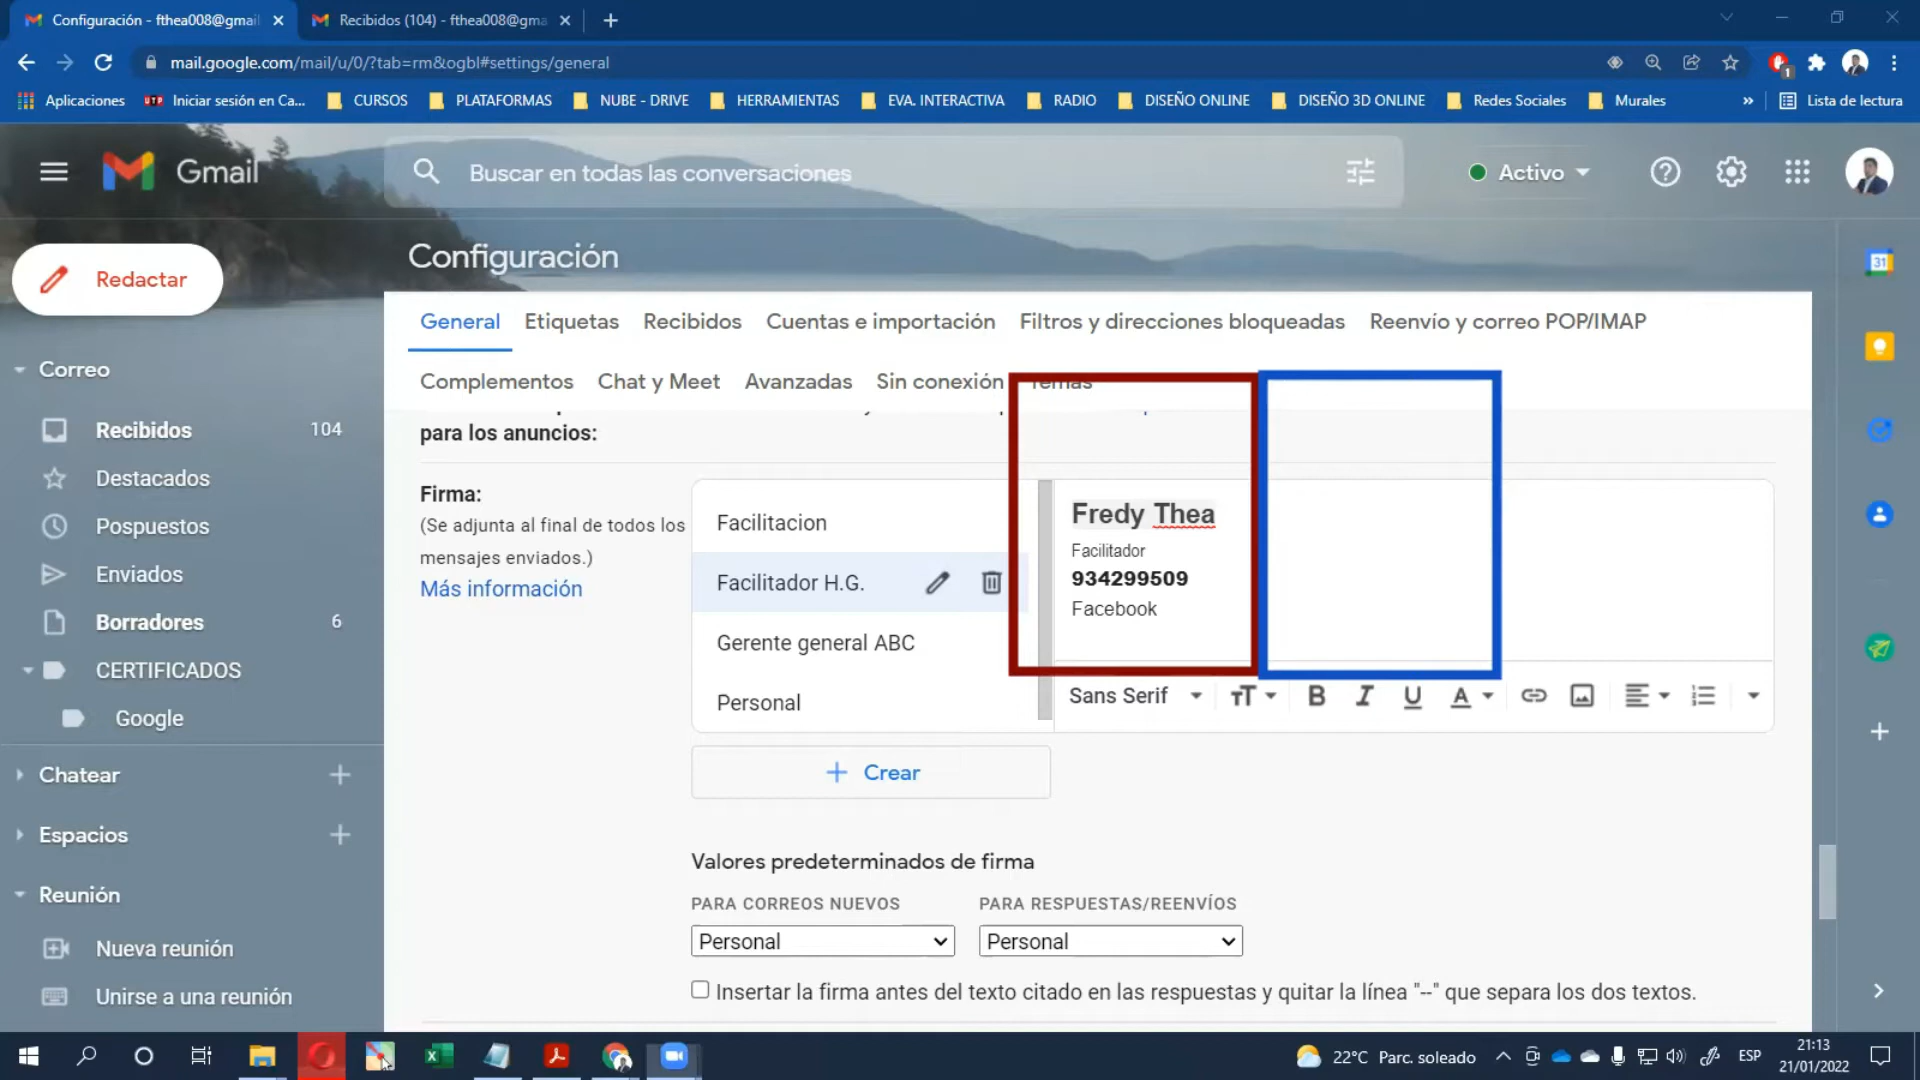 Configuración - fthea008@gmail
Recibidos (104) - fthea008@gma
mail.google.com/mail/u/0/?tab=rm&ogbl#settings/general
Aplicaciones
UTP Iniciar sesión en Ca...
CURSOS
PLATAFORMAS
NUBE - DRIVE
HERRAMIENTAS
EVA. INTERACTIVA
RADIO
DISEÑO ONLINE
DISEÑO 3D ONLINE
Redes Sociales
Murales
»
Lista de lectura
Gmail
Buscar en todas las conversaciones
Activo
Redactar
Configuración
General
Etiquetas
Recibidos
Cuentas e importación
Filtros y direcciones bloqueadas
Reenvío y correo POP/IMAP
Complementos
Chat y Meet
Avanzadas
Sin conexión
Temas
Correo
Recibidos 104
Destacados
Pospuestos
Enviados
Borradores 6
CERTIFICADOS
Google
Chatear
Espacios
Reunión
Nueva reunión
Unirse a una reunión
para los anuncios:
Firma:
(Se adjunta al final de todos los
mensajes enviados.)
Más información
Facilitacion
Facilitador H.G.
Gerente general ABC
Personal
Fredy Thea
Facilitador
934299509
Facebook
Sans Serif
Crear
Valores predeterminados de firma
PARA CORREOS NUEVOS
PARA RESPUESTAS/REENVÍOS
Personal
Personal
Insertar la firma antes del texto citado en las respuestas y quitar la línea "--" que separa los dos textos.
31
22°C Parc. soleado
ESP
21:13
21/01/2022